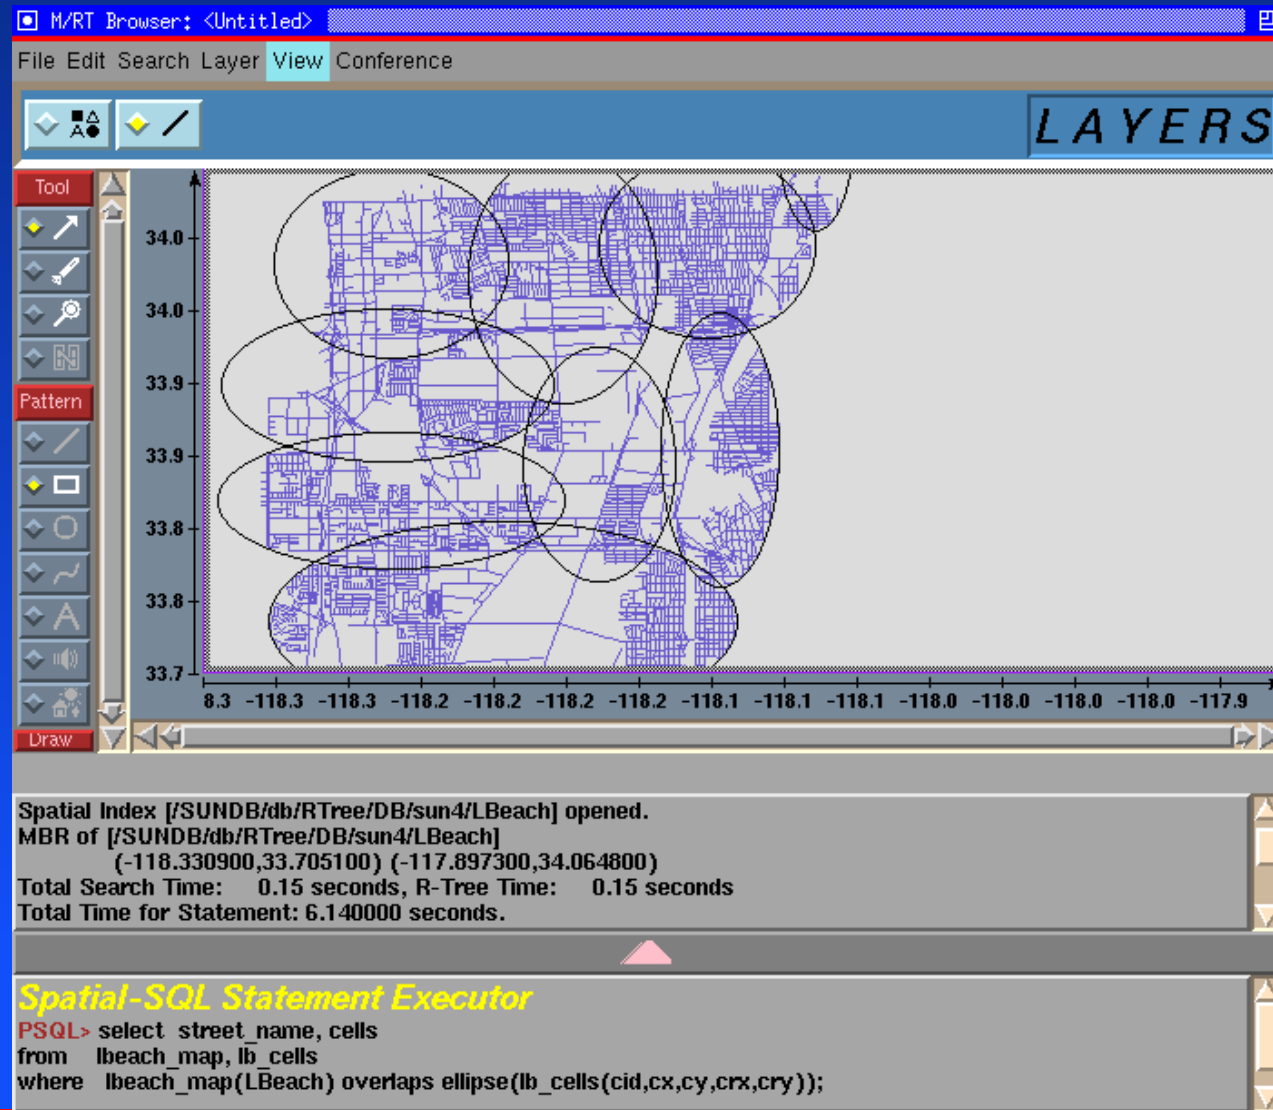 M/RT Browser: <Untitled>
File Edit Search Layer View Conference
LAYERS
Tool
Pattern
A
Draw
34.0
34.0
33.9
33.9
33.8
33.8
33.7
8.3 -118.3 -118.3 -118.2 -118.2 -118.2 -118.2 -118.1 -118.1 -118.1 -118.0 -118.0 -118.0 -118.0 -117.9
Spatial Index [/SUNDB/db/RTree/DB/sun4/LBeach] opened.
MBR of [/SUNDB/db/RTree/DB/sun4/LBeach]
(-118.330900,33.705100) (-117.897300,34.064800)
Total Search Time: 0.15 seconds, R-Tree Time: 0.15 seconds
Total Time for Statement: 6.140000 seconds.
Spatial-SQL Statement Executor
PSQL> select street_name, cells
from lbeach_map, lb_cells
where lbeach_map(LBeach) overlaps ellipse(lb_cells(cid,cx,cy,crx,cry));